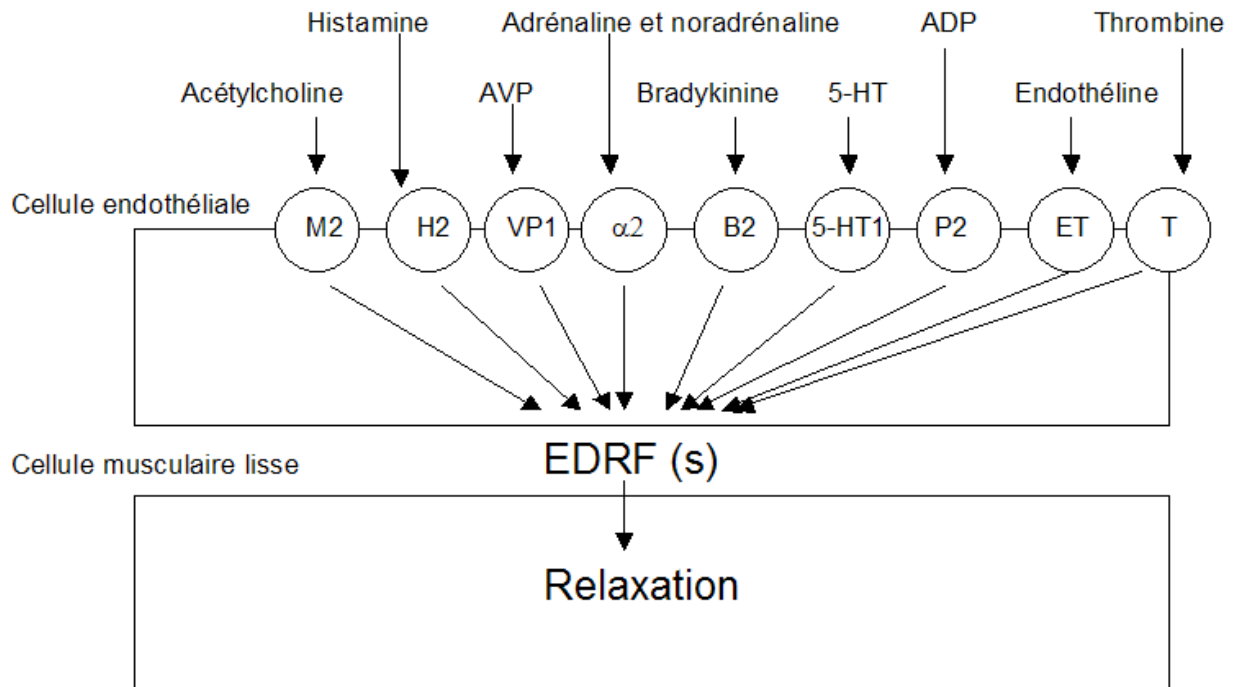 Histamine Adrénaline et noradrénaline ADP Thrombine
Acétylcholine AVP Bradykinine 5-HT Endothéline
Cellule endothéliale
M2 H2 VP1 α2 B2 5-HT1 P2 ET T
EDRF (s)
Cellule musculaire lisse
Relaxation